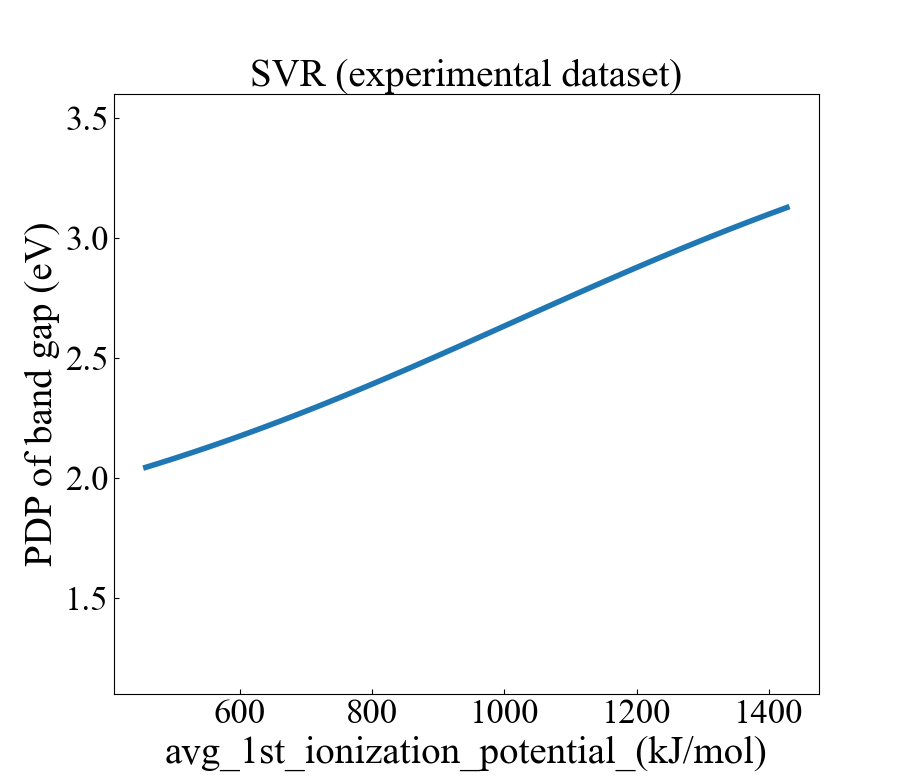 SVR (experimental dataset)
PDP of band gap (eV)
3.5
3.0
2.5
2.0
1.5
600 800 1000 1200 1400
avg_1st_ionization_potential_(kJ/mol)